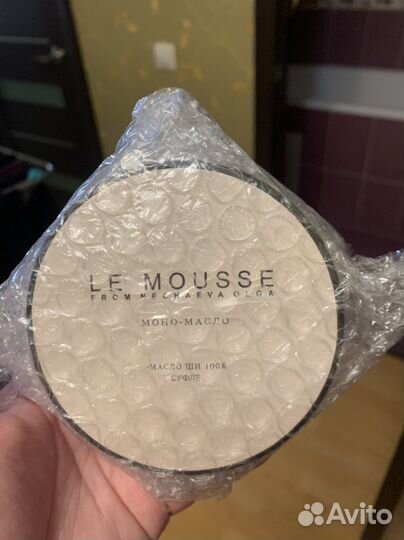 LE MOUSSE
FROM NECHAEVA OLGA
МОНО-МАСЛО
МАСЛО ШИ 100%
СУФЛЕ
Avito